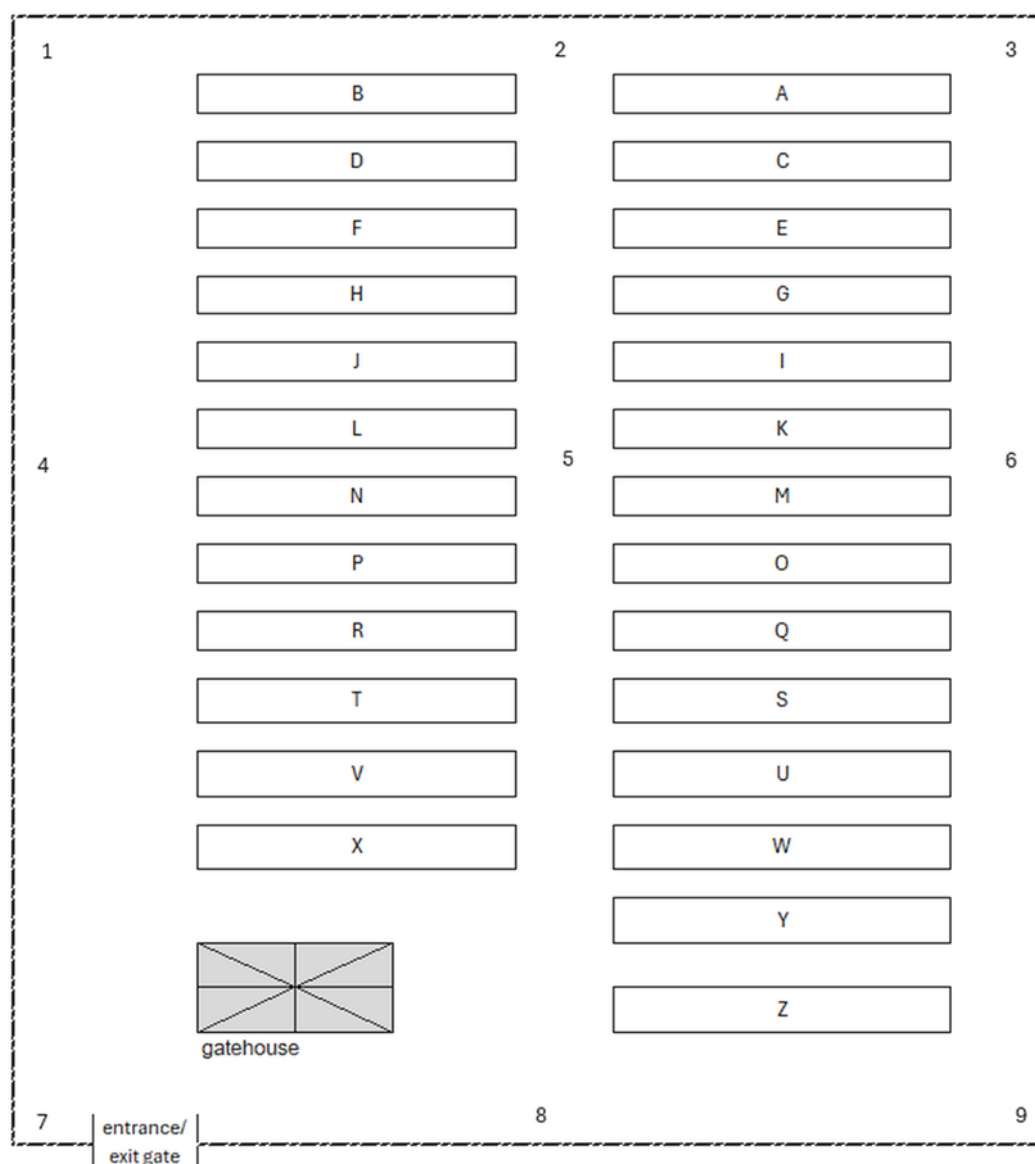 1 2 3
B A
D C
F E
H G
J I
L K
4 5 6
N M
P O
R Q
T S
V U
X W
Y
Z
gatehouse
7 8 9
entrance/
exit gate